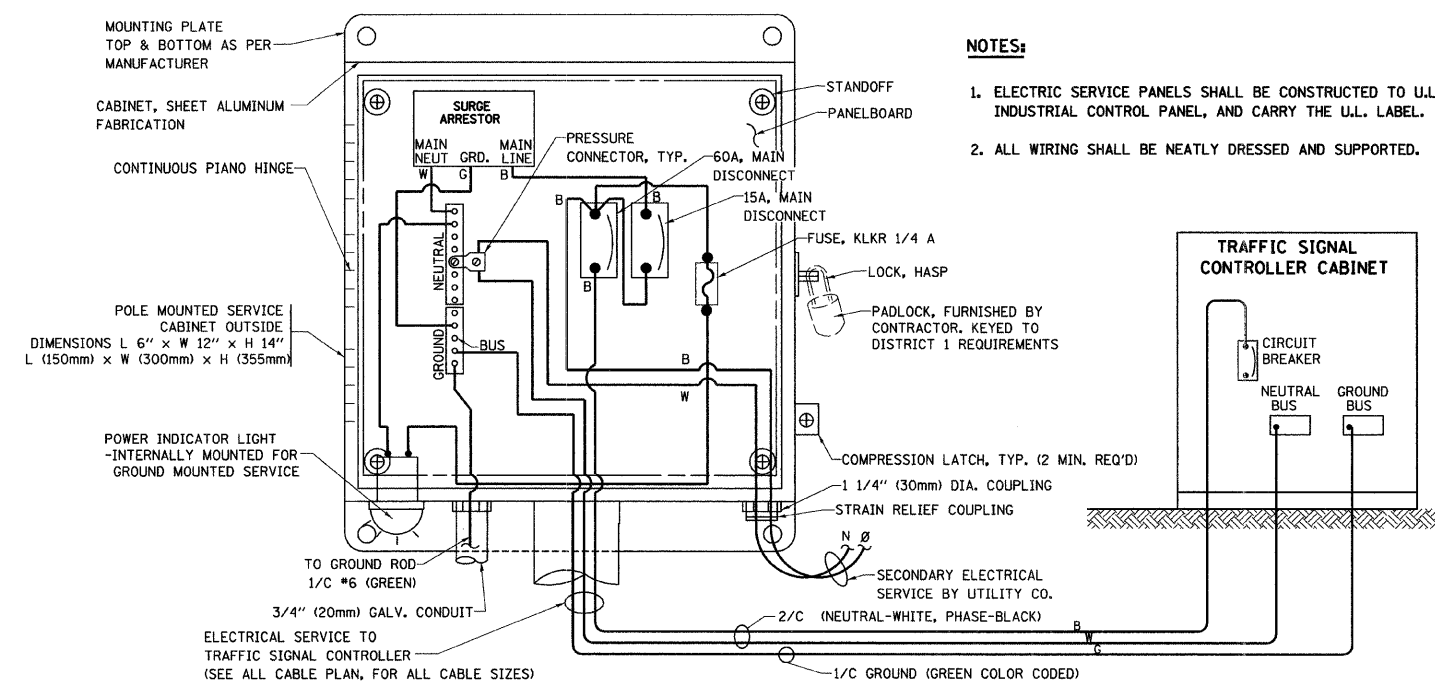 MOUNTING PLATE
TOP & BOTTOM AS PER
MANUFACTURER
CABINET, SHEET ALUMINUM
FABRICATION
CONTINUOUS PIANO HINGE
POLE MOUNTED SERVICE
CABINET OUTSIDE
DIMENSIONS L 6" x W 12" x H 14"
L (150mm) x W (300mm) x H (355mm)
POWER INDICATOR LIGHT
-INTERNALLY MOUNTED FOR
GROUND MOUNTED SERVICE
SURGE
ARRESTOR
MAIN
NEUT
GRD.
MAIN
LINE
W
G
B
PRESSURE
CONNECTOR, TYP.
NEUTRAL
GROUND
BUS
STANDOFF
PANELBOARD
60A, MAIN
DISCONNECT
15A, MAIN
DISCONNECT
B
B
B
FUSE, KLKR 1/4 A
LOCK, HASP
PADLOCK, FURNISHED BY
CONTRACTOR. KEYED TO
DISTRICT 1 REQUIREMENTS
B
W
COMPRESSION LATCH, TYP. (2 MIN. REQ'D)
1 1/4" (30mm) DIA. COUPLING
STRAIN RELIEF COUPLING
N Ø
SECONDARY ELECTRICAL
SERVICE BY UTILITY CO.
TO GROUND ROD
1/C #6 (GREEN)
3/4" (20mm) GALV. CONDUIT
ELECTRICAL SERVICE TO
TRAFFIC SIGNAL CONTROLLER
(SEE ALL CABLE PLAN, FOR ALL CABLE SIZES)
2/C (NEUTRAL-WHITE, PHASE-BLACK)
B
W
G
1/C GROUND (GREEN COLOR CODED)
NOTES:
1. ELECTRIC SERVICE PANELS SHALL BE CONSTRUCTED TO U.L
INDUSTRIAL CONTROL PANEL, AND CARRY THE U.L. LABEL.
2. ALL WIRING SHALL BE NEATLY DRESSED AND SUPPORTED.
TRAFFIC SIGNAL
CONTROLLER CABINET
CIRCUIT
BREAKER
NEUTRAL
BUS
GROUND
BUS